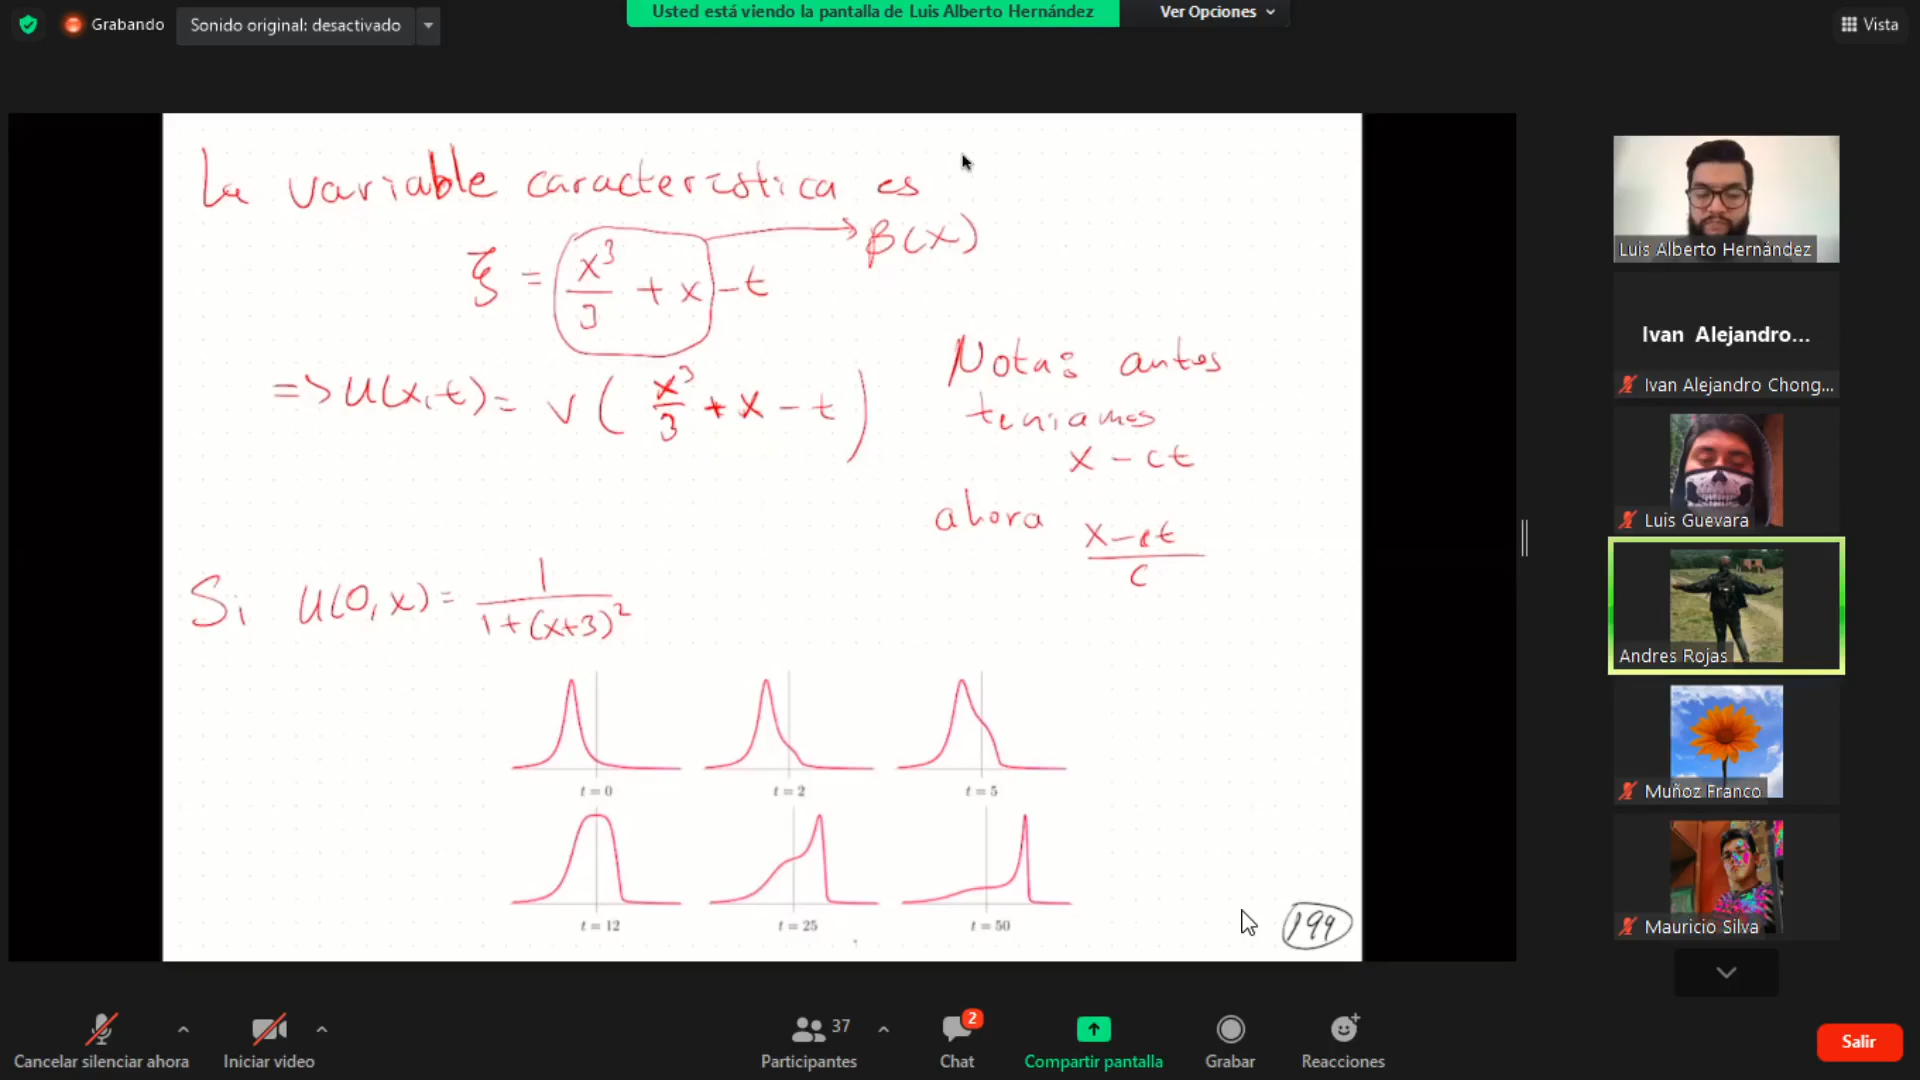 Grabando
Sonido original: desactivado
Usted está viendo la pantalla de Luis Alberto Hernández
Ver Opciones
Vista
La variable característica es
ξ = x³/3 + x - t → β(x)
=> u(x,t) = v( x³/3 + x - t )
Nota: antes
teniamos
x - ct
ahora x-ct/c
Si u(0,x) = 1/1+(x+3)²
t = 0
t = 2
t = 5
t = 12
t = 25
t = 50
199
Luis Alberto Hernández
Ivan Alejandro...
Ivan Alejandro Chong...
Luis Guevara
Andres Rojas
Muñoz Franco
Mauricio Silva
Cancelar silenciar ahora
Iniciar video
37
Participantes
2
Chat
Compartir pantalla
Grabar
Reacciones
Salir